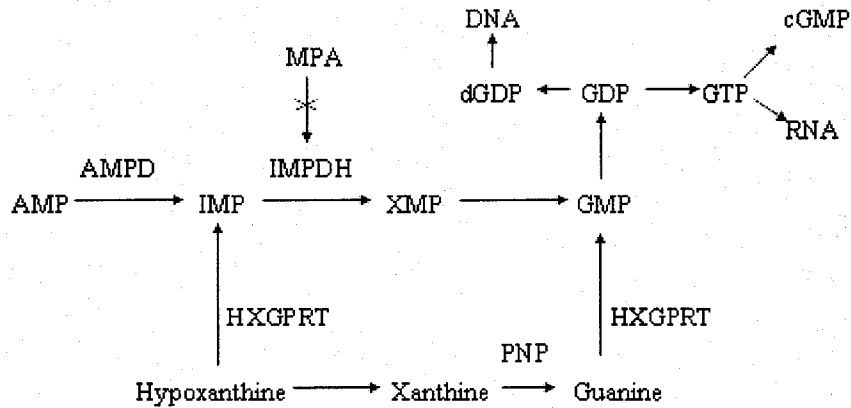 DNA
cGMP
MPA
dGDP GDP GTP
RNA
AMPD IMPDH
AMP IMP XMP GMP
HXGPRT HXGPRT
PNP
Hypoxanthine Xanthine Guanine